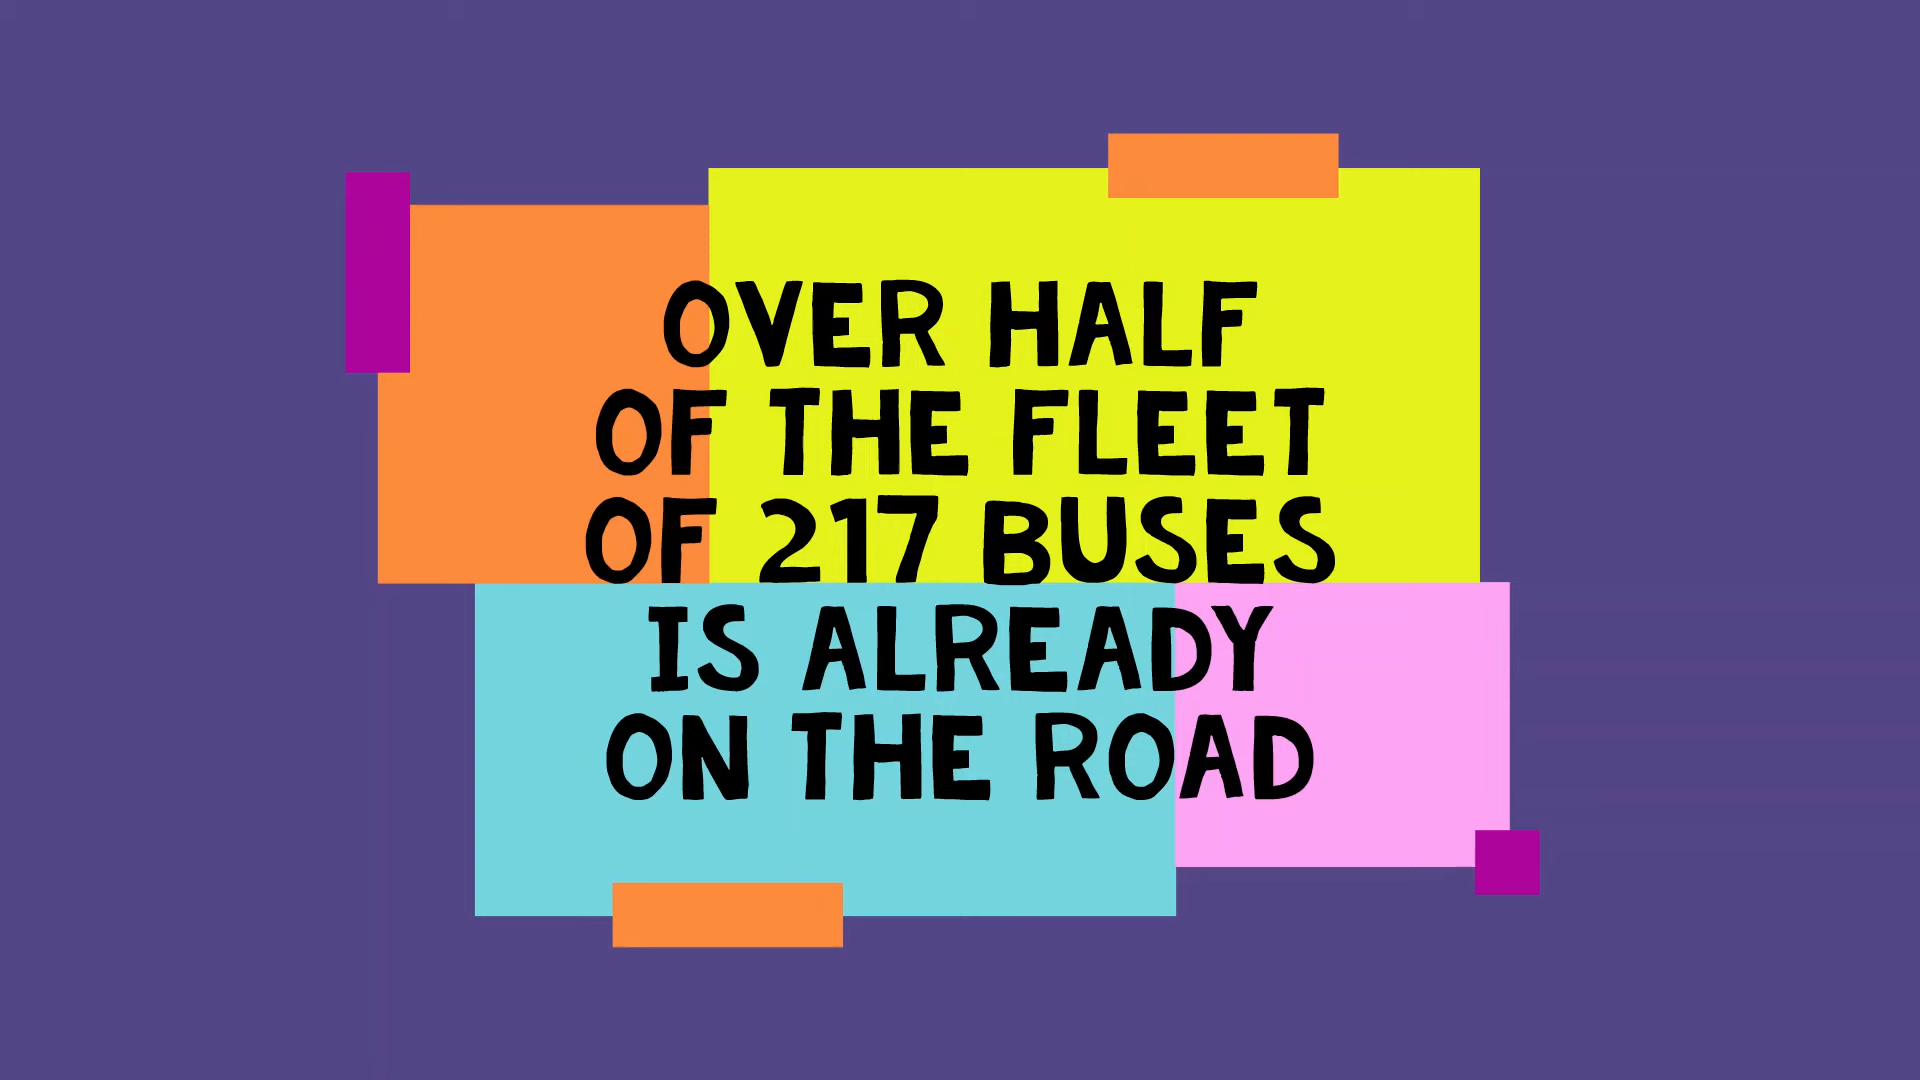 OVER HALF
OF THE FLEET
OF 217 BUSES
IS ALREADY
ON THE ROAD